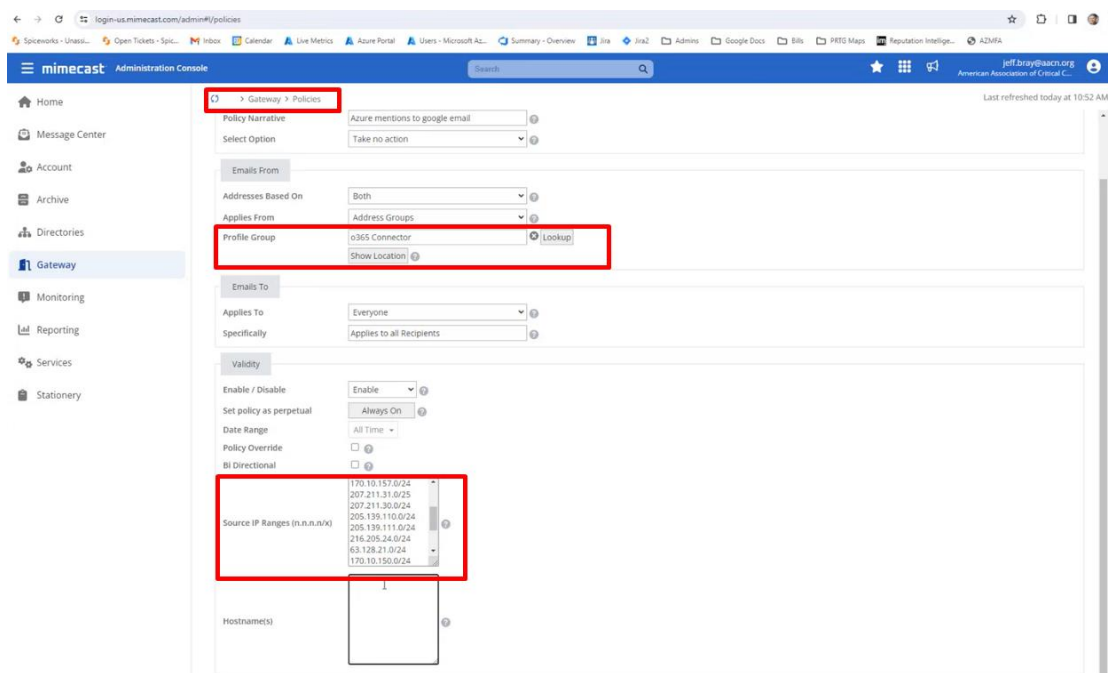 login-us.mimecast.com/admin#/policies
Spiceworks - Unassi... Open Tickets - Spic... Inbox Calendar Live Metrics Azure Portal Users - Microsoft Az... Summary - Overview Jira Jira2 Admins Google Docs Bills PRTG Maps Reputation Intellige... AZMFA
mimecast Administration Console
Search
jeff.bray@aacn.org
American Association of Critical C...
Home
Message Center
Account
Archive
Directories
Gateway
Monitoring
Reporting
Services
Stationery
> Gateway > Policies
Last refreshed today at 10:52 AM
Policy Narrative Azure mentions to google email
Select Option Take no action
Emails From
Addresses Based On Both
Applies From Address Groups
Profile Group o365 Connector Lookup
Show Location
Emails To
Applies To Everyone
Specifically Applies to all Recipients
Validity
Enable / Disable Enable
Set policy as perpetual Always On
Date Range All Time
Policy Override
Bi Directional
Source IP Ranges (n.n.n.n/x)
170.10.157.0/24
207.211.31.0/25
207.211.30.0/24
205.139.110.0/24
205.139.111.0/24
216.205.24.0/24
63.128.21.0/24
170.10.150.0/24
Hostname(s)